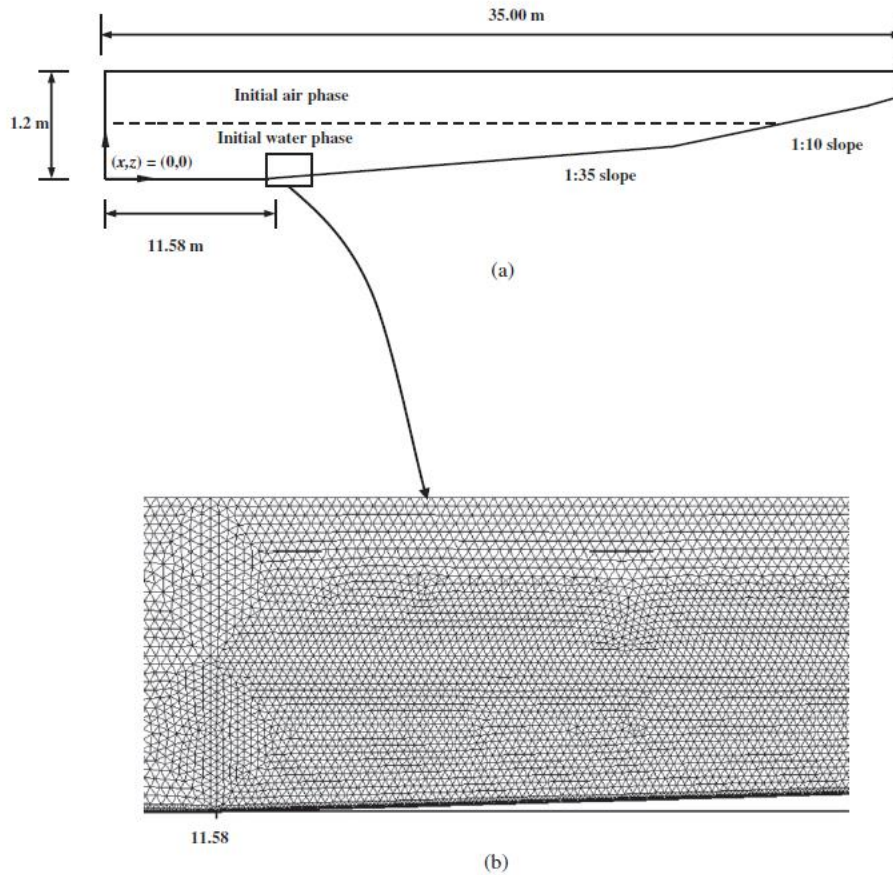 35.00 m
Initial air phase
1.2 m
Initial water phase
(x,z) = (0,0)
1:10 slope
1:35 slope
11.58 m
(a)
11.58
(b)